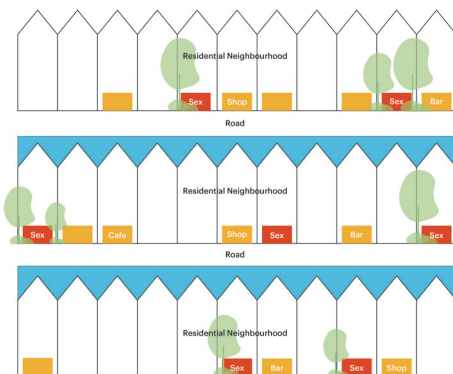 Residential Neighbourhood
Sex Shop Sex Bar
Road
Residential Neighbourhood
Sex Cafe Shop Sex Bar Sex
Road
Residential Neighbourhood
Sex Bar Sex Shop